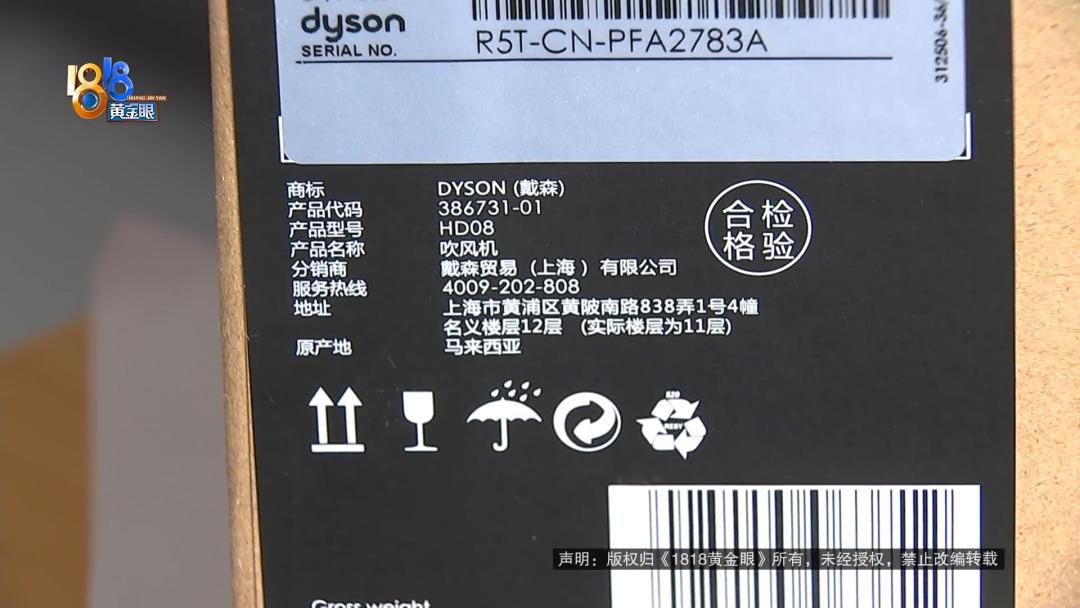 dyson
SERIAL NO.
R5T-CN-PFA2783A
1818
HUANG JIN YAN
黄金眼
商标 DYSON (戴森)
产品代码 386731-01
产品型号 HD08
产品名称 吹风机
分销商 戴森贸易（上海）有限公司
服务热线 4009-202-808
地址 上海市黄浦区黄陂南路838弄1号4幢
名义楼层12层 (实际楼层为11层)
原产地 马来西亚
合检
格验
RESY
声明：版权归《1818黄金眼》所有，未经授权，禁止改编转载
Gross weight